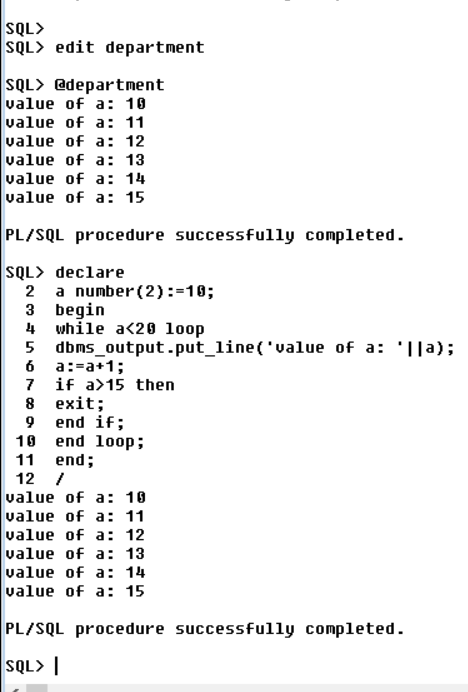 SQL>
SQL> edit department
SQL> @department
value of a: 10
value of a: 11
value of a: 12
value of a: 13
value of a: 14
value of a: 15
PL/SQL procedure successfully completed.
SQL> declare
2 a number(2):=10;
3 begin
4 while a<20 loop
5 dbms_output.put_line('value of a: '||a);
6 a:=a+1;
7 if a>15 then
8 exit;
9 end if;
10 end loop;
11 end;
12 /
value of a: 10
value of a: 11
value of a: 12
value of a: 13
value of a: 14
value of a: 15
PL/SQL procedure successfully completed.
SQL>